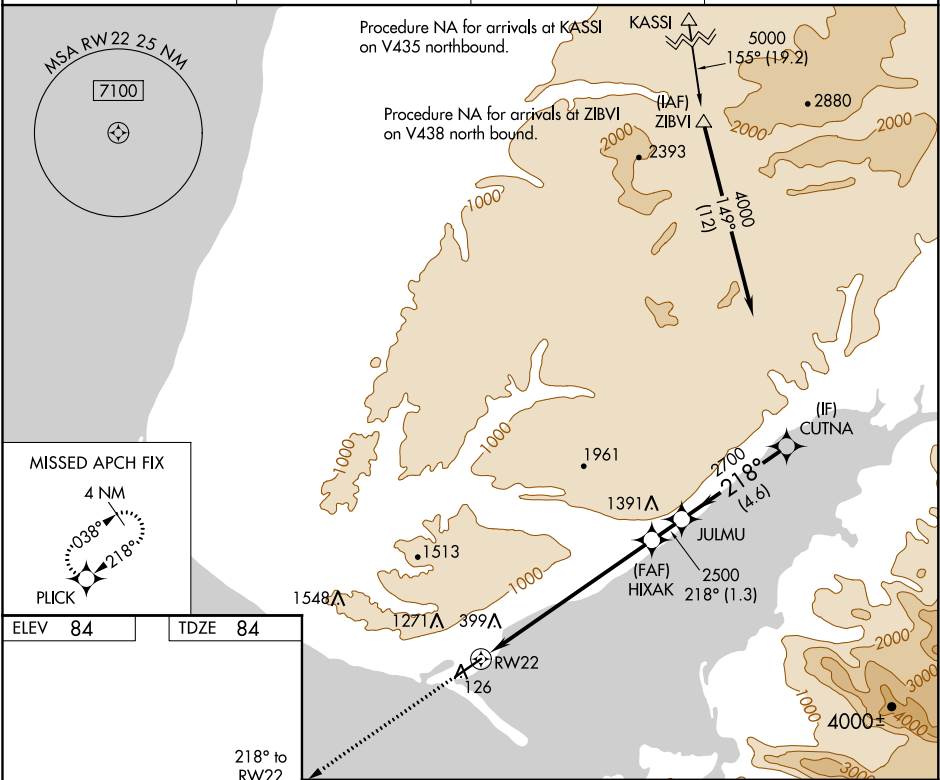 Procedure NA for arrivals at KASSI
on V435 northbound.
KASSI
5000
155° (19.2)
MSA RW22 25 NM
7100
Procedure NA for arrivals at ZIBVI
on V438 north bound.
(IAF)
ZIBVI
2880
2000
2000
2000
2393
1000
4000
149°
(12)
(IF)
CUTNA
2700
218°
(4.6)
1000
1000
1961
1391
JULMU
(FAF)
HIXAK
2500
218° (1.3)
MISSED APCH FIX
4 NM
038°
218°
PLICK
1513
1000
1548
1271
399
RW22
126
2000
3000
1000
4000±
4000
3000
ELEV 84
TDZE 84
218° to
RW22